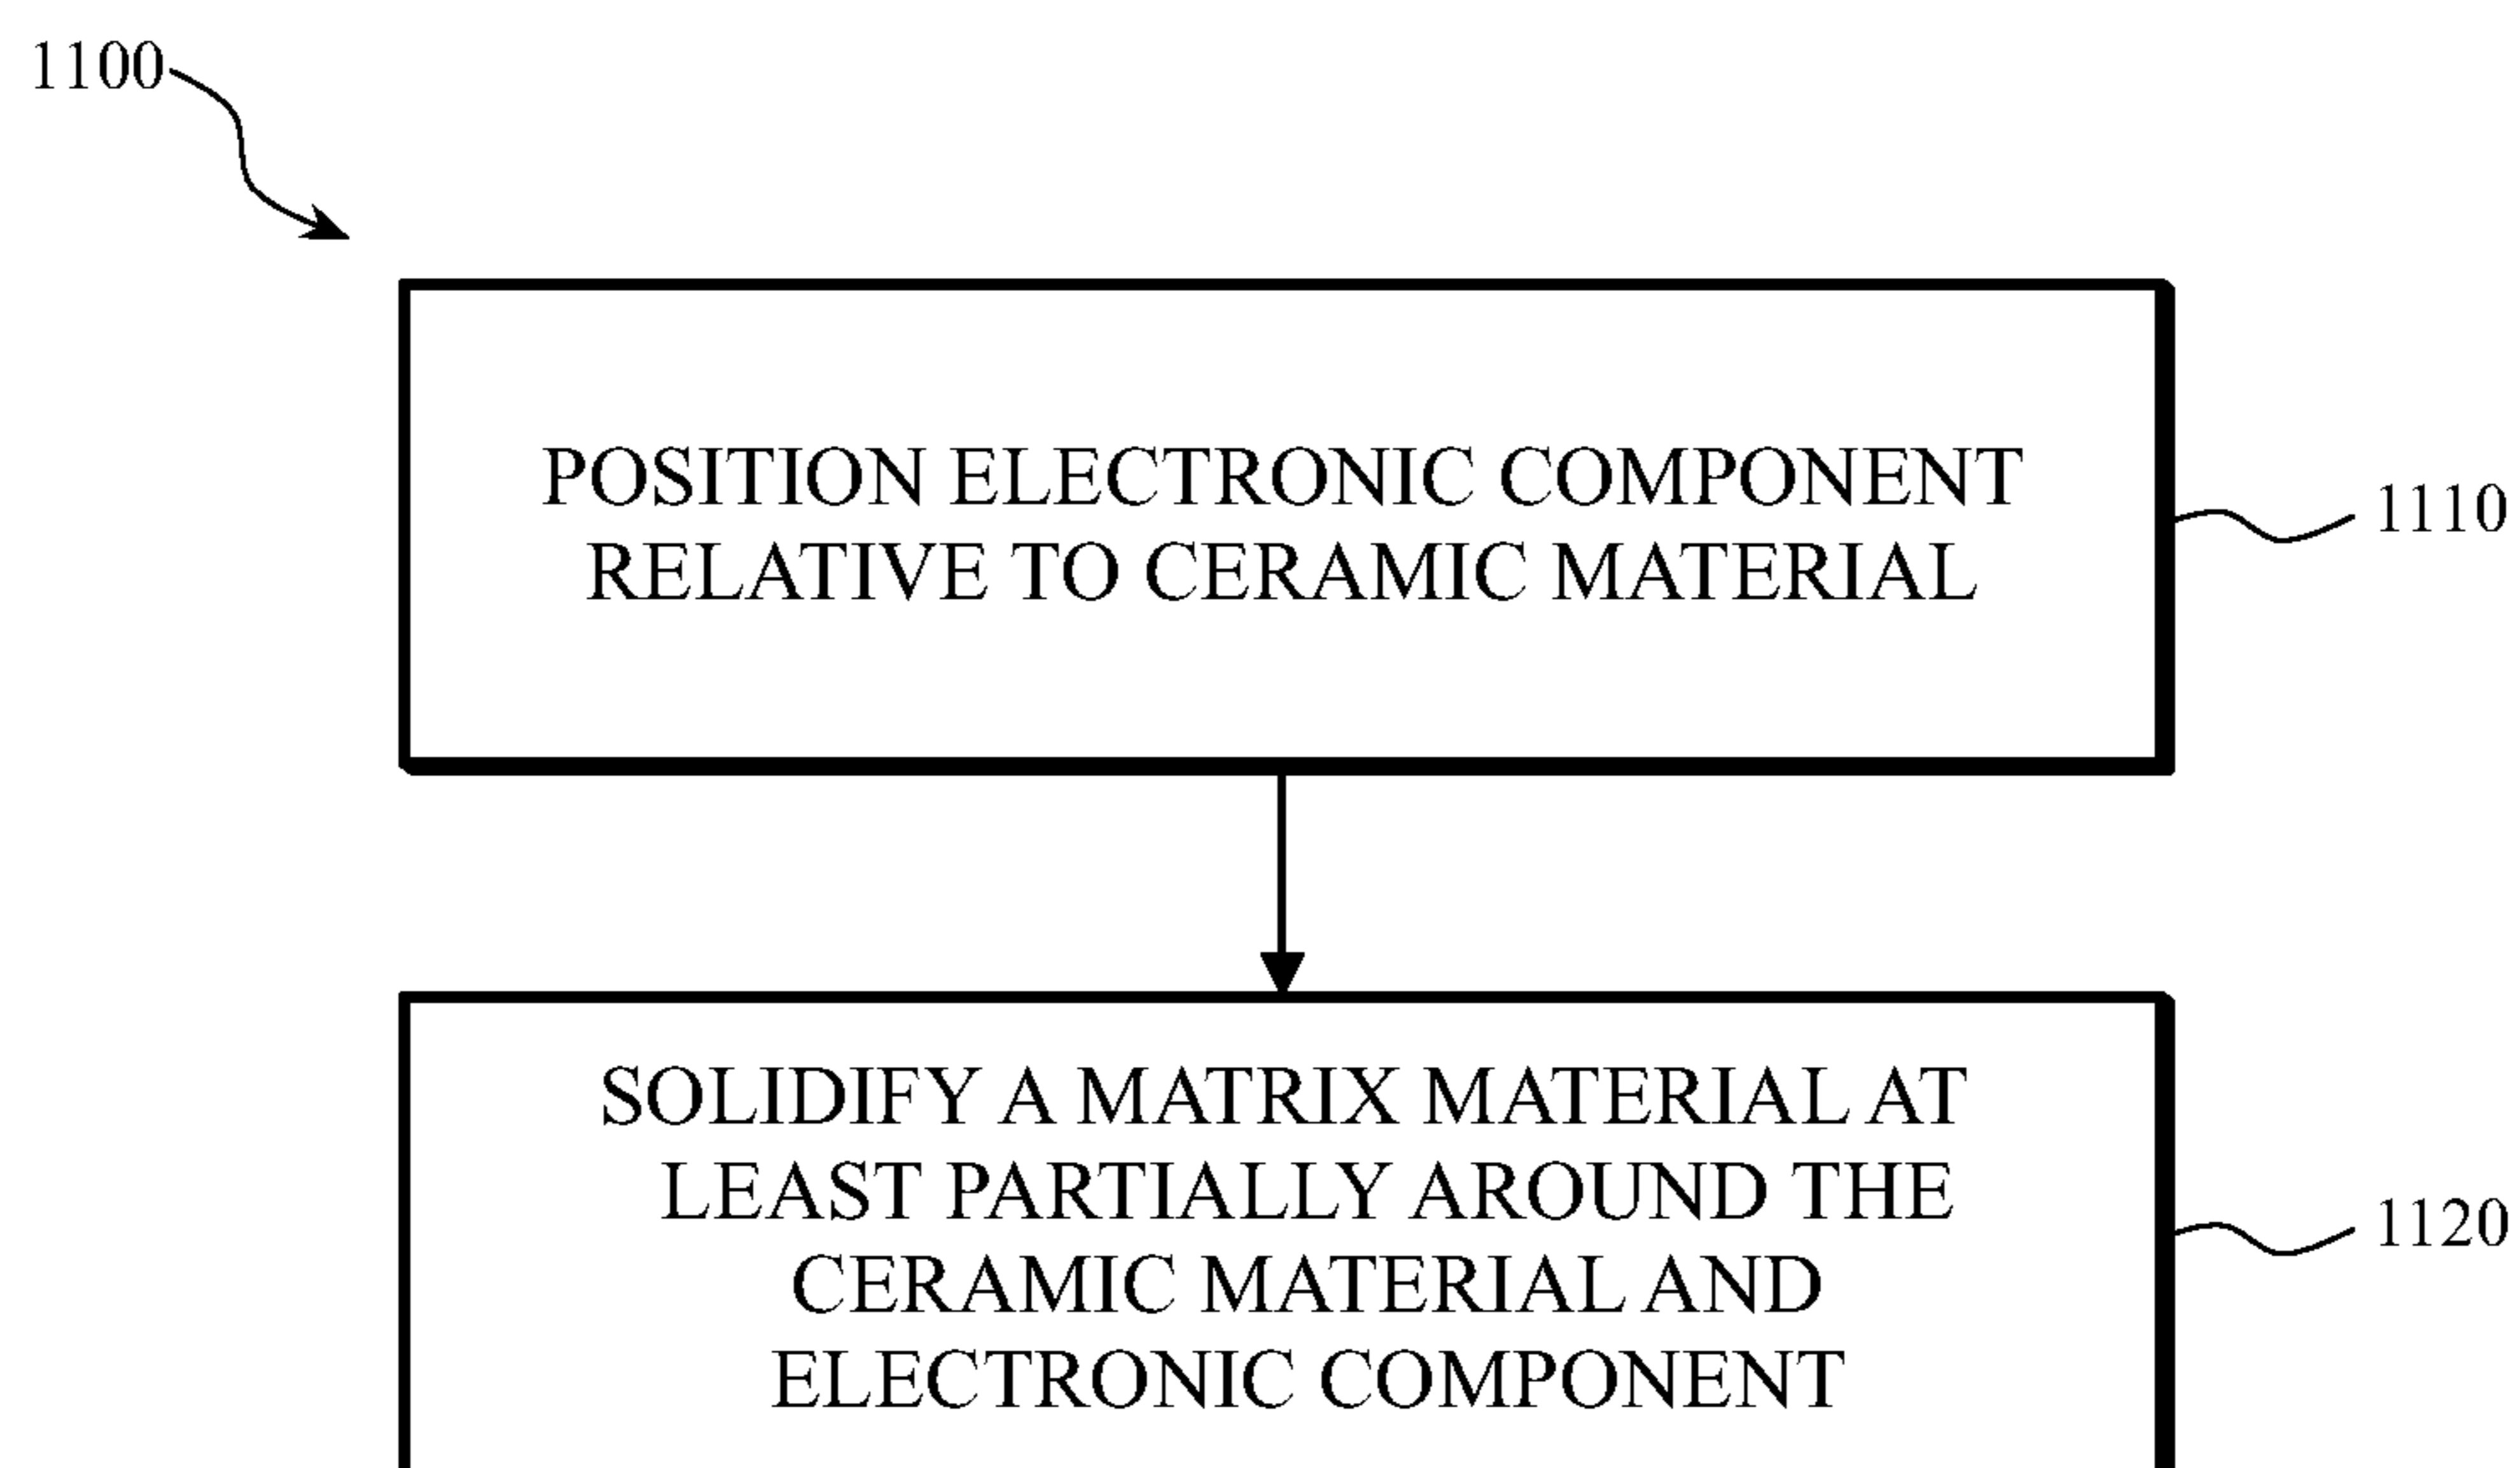 1100
POSITION ELECTRONIC COMPONENT
RELATIVE TO CERAMIC MATERIAL
1110
SOLIDIFY A MATRIX MATERIAL AT
LEAST PARTIALLY AROUND THE
CERAMIC MATERIAL AND
ELECTRONIC COMPONENT
1120